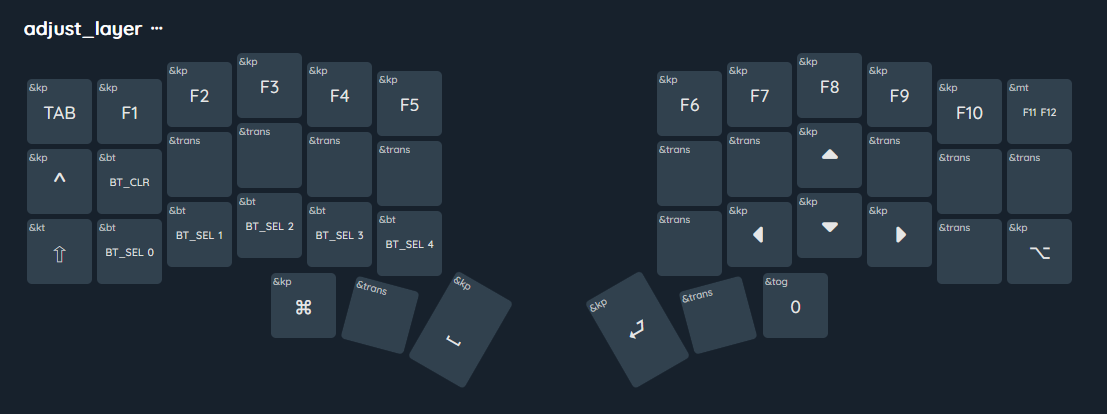 adjust_layer ···
&kp TAB &kp F1 &kp F2 &kp F3 &kp F4 &kp F5 &kp F6 &kp F7 &kp F8 &kp F9 &kp F10 &mt F11 F12
&kp ^ &bt BT_CLR &trans &trans &trans &trans &trans &trans &kp ▲ &trans &trans &trans
&kt ⇧ &bt BT_SEL 0 &bt BT_SEL 1 &bt BT_SEL 2 &bt BT_SEL 3 &bt BT_SEL 4 &trans &kp ◀ &kp ▼ &kp ▶ &trans &kp ⌥
&kp ⌘ &trans &kp ⎵ &kp ⏎ &trans &tog 0